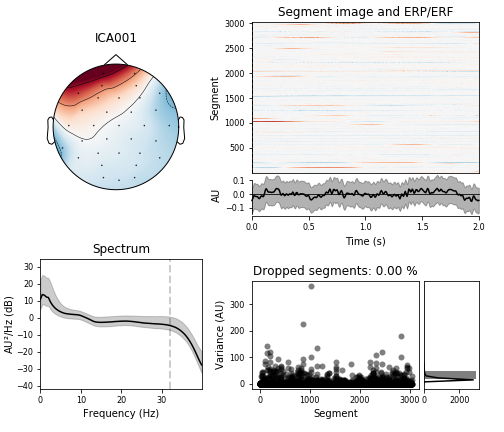 ICA001
Segment image and ERP/ERF
Segment
3000
2500
2000
1500
1000
500
AU
0.1
0.0
−0.1
0.0 0.5 1.0 1.5 2.0
Time (s)
Spectrum
AU²/Hz (dB)
30
20
10
0
−10
−20
−30
−40
0 10 20 30
Frequency (Hz)
Dropped segments: 0.00 %
Variance (AU)
300
200
100
0
0 1000 2000 3000
Segment
0 2000